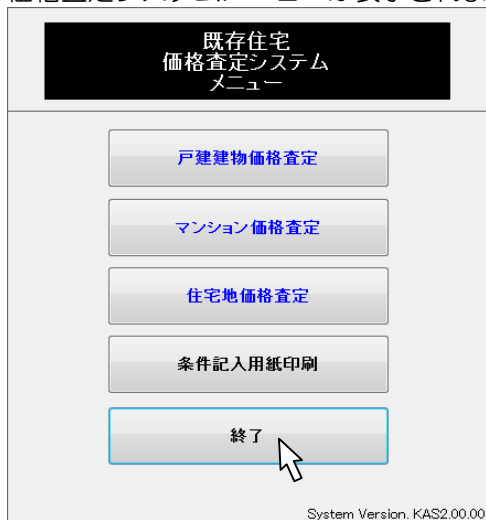 既存住宅
価格査定システム
メニュー
戸建建物価格査定
マンション価格査定
住宅地価格査定
条件記入用紙印刷
終了
System Version. KAS2.00.00